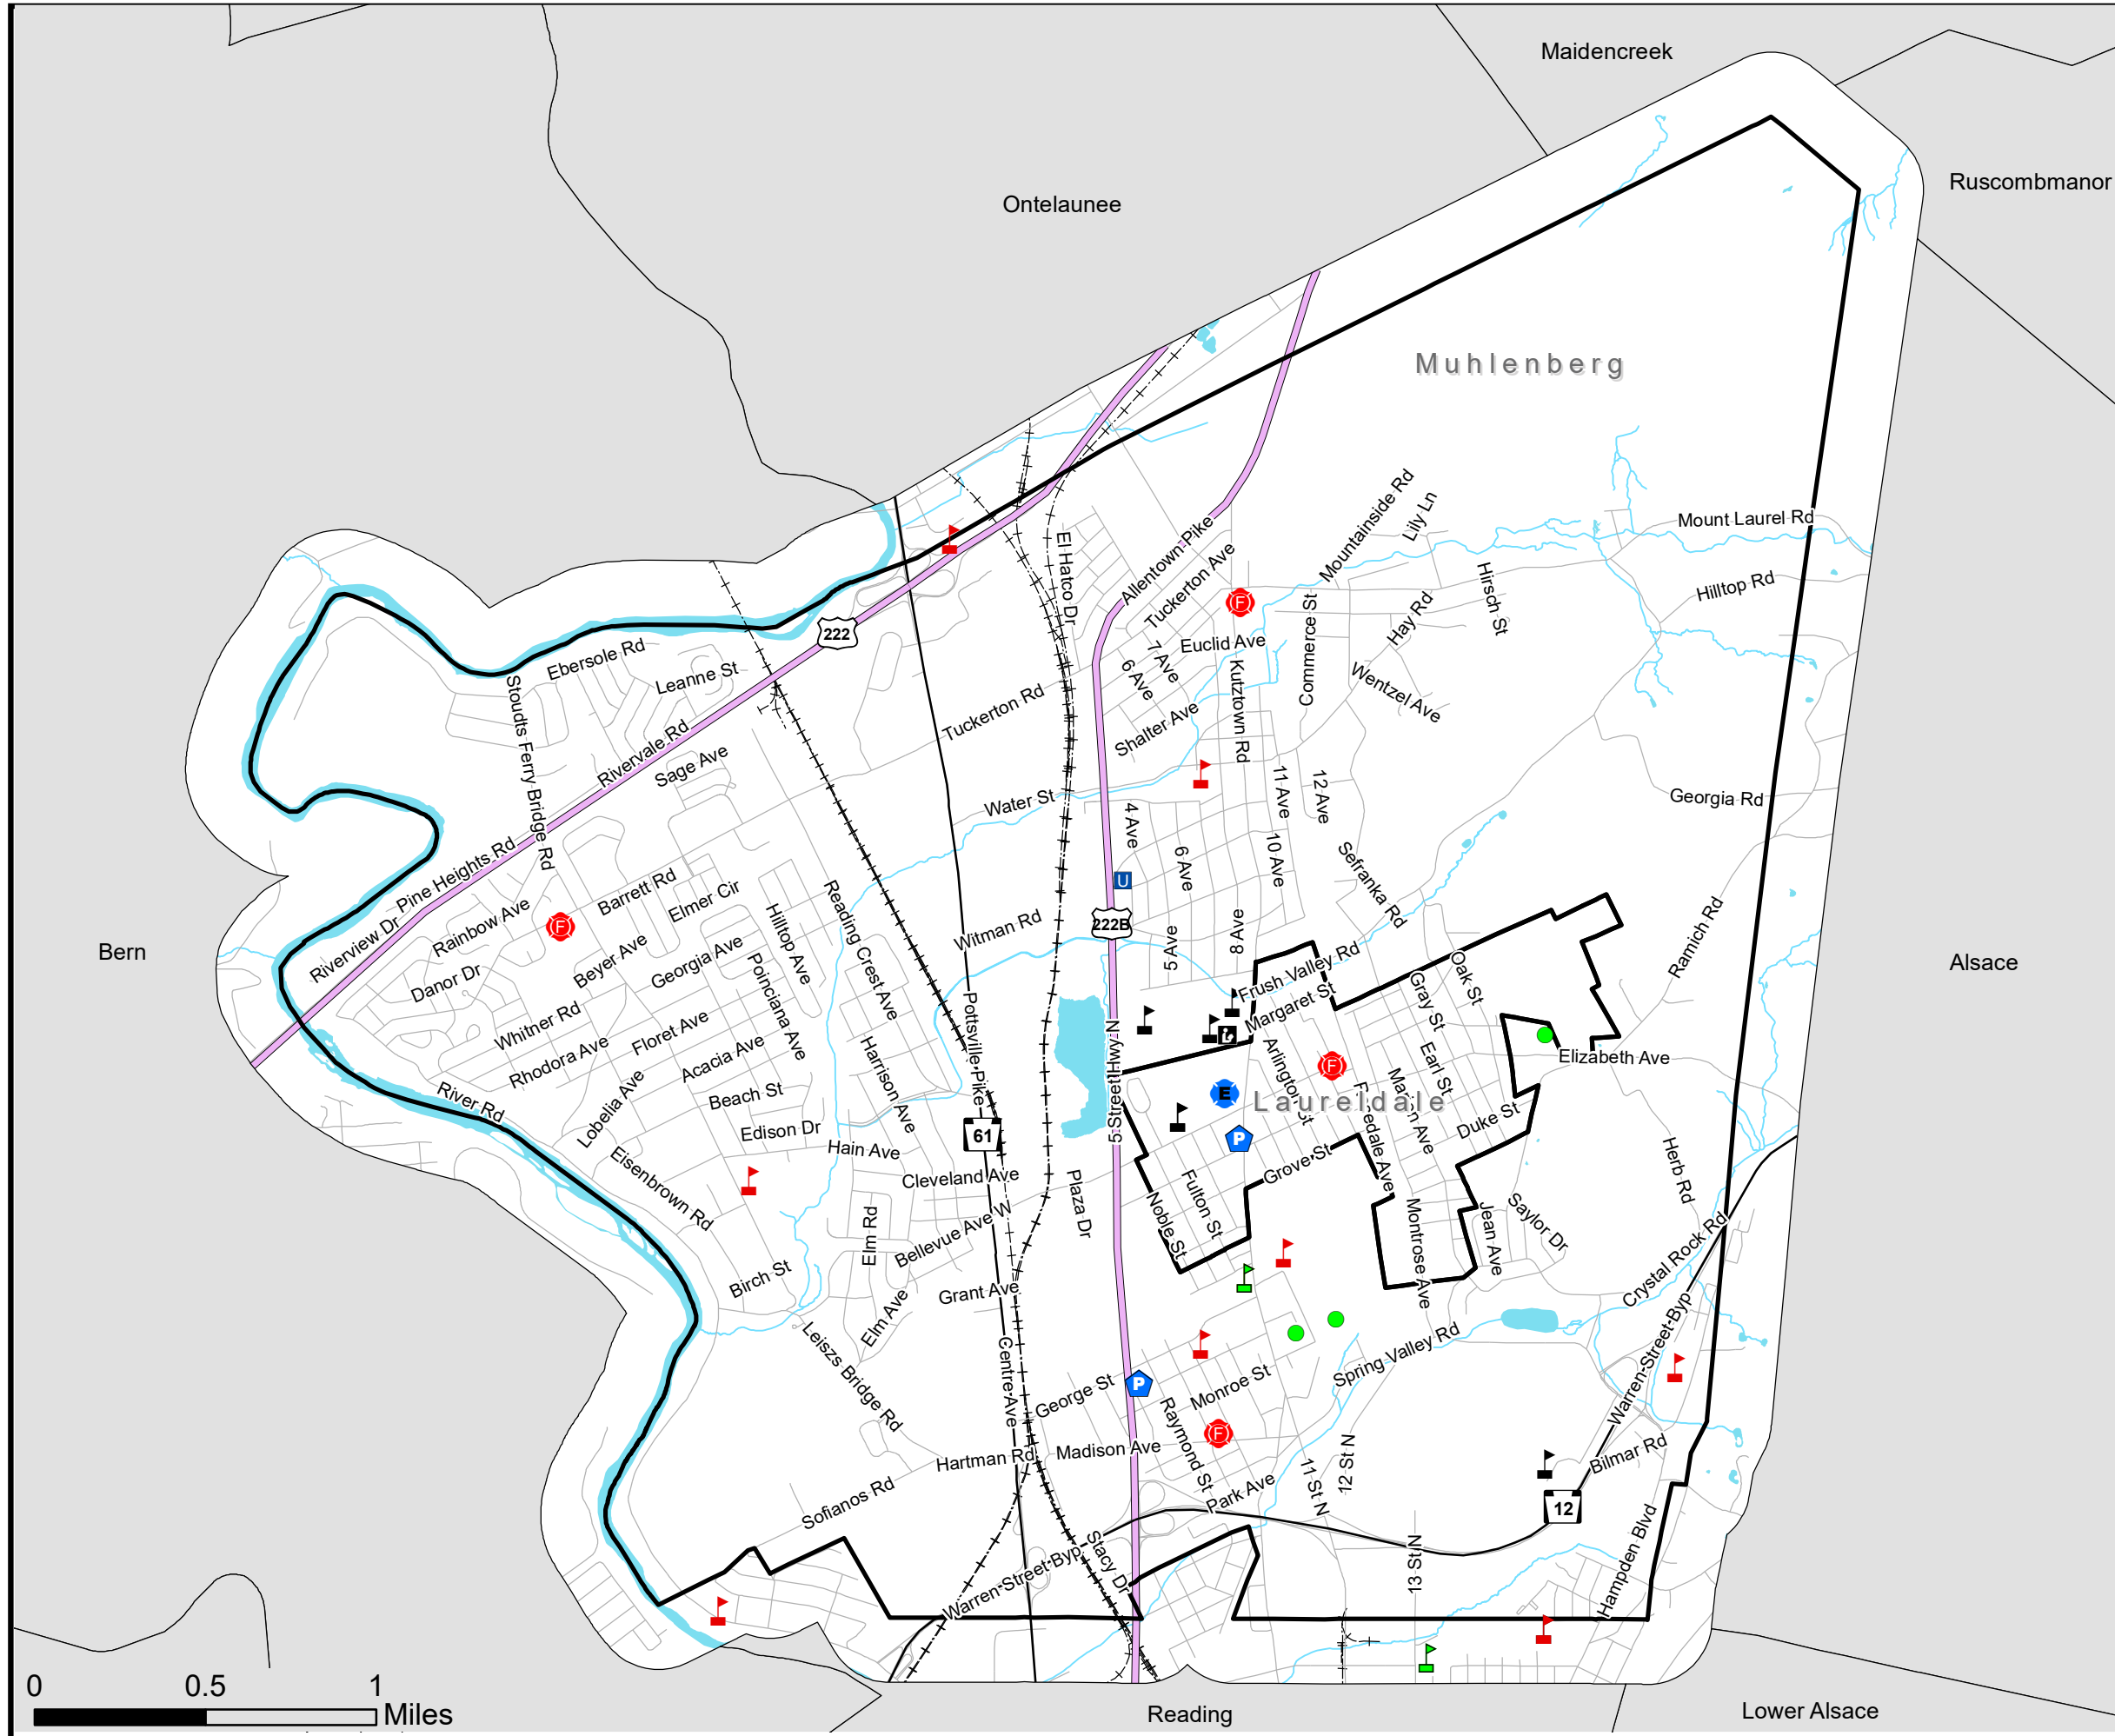 Maidencreek
Ruscombmanor
Ontelaunee
Muhlenberg
Mountainside Rd
Lily Ln
Mount Laurel Rd
El Hatco Dr
Allentown Pike
Tuckerton Ave
F
Hirsch St
Hilltop Rd
Commerce St
Hay Rd
222
Euclid Ave
7 Ave
6 Ave
Kutztown Rd
Ebersole Rd
Leanne St
Stoudts Ferry Bridge Rd
Tuckerton Rd
Wentzel Ave
Shalter Ave
Rivervale Rd
Sage Ave
Water St
4 Ave
11 Ave
12 Ave
Georgia Rd
Pine Heights Rd
6 Ave
10 Ave
Sefranka Rd
Barrett Rd
Elmer Cir
U
Rainbow Ave
F
Hilltop Ave
Reading Crest Ave
Witman Rd
222B
8 Ave
Ramich Rd
Bern
Riverview Dr
Beyer Ave
Georgia Ave
5 Ave
Frush Valley Rd
Oak St
Alsace
Danor Dr
Poinciana Ave
Gray St
Margaret St
Whitner Rd
Floret Ave
Pottsville Pike
5 Street Hwy N
Rhodora Ave
Acacia Ave
Harrison Ave
Arlington St
F
Earl St
Elizabeth Ave
River Rd
Lobella Ave
Beach St
E
Laureldale
Marion Ave
Duke St
Edison Dr
61
P
Hain Ave
Eisenbrown Rd
Cleveland Ave
Grove St
Herb Rd
Plaza Dr
Noble St
Fulton St
Montrose Ave
Jean Ave
Saylor Dr
Elm Rd
Bellevue Ave W
Birch St
Grant Ave
Crystal Rock Rd
Elm Ave
Leiszs Bridge Rd
Centre Ave
Spring Valley Rd
Warren Street Byp
George St
P
Monroe St
Raymond St
F
Hartman Rd
Madison Ave
11 St N
12 St N
Bilmar Rd
Sofianos Rd
Park Ave
12
Warren Street Byp
Stacy Dr
13 St N
Hampden Blvd
0 0.5 1
Miles
Reading
Lower Alsace